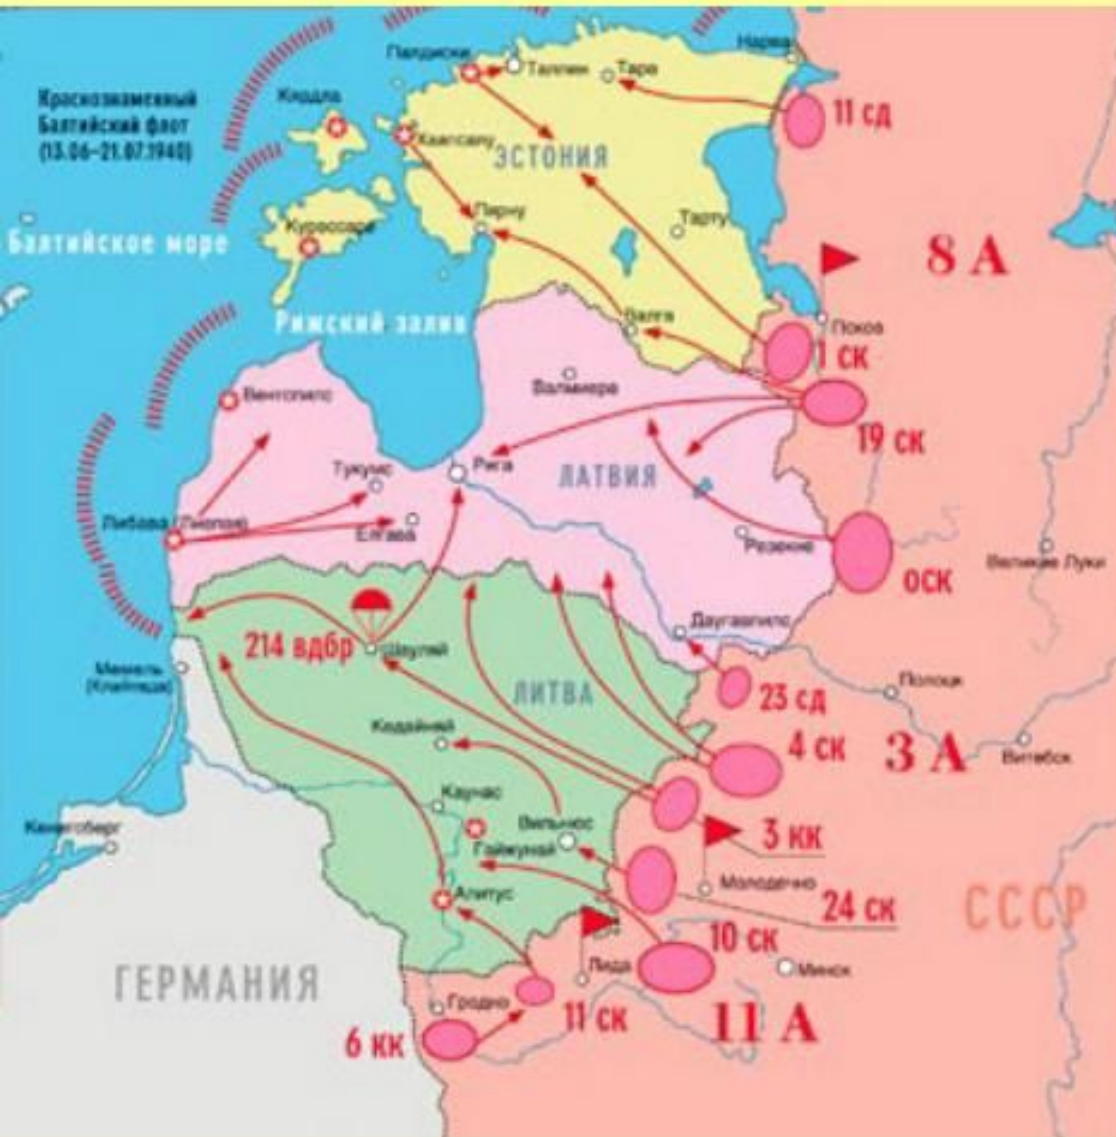 Нарва
Палдиски
Таллин
Тапа
Краснознаменный
Балтийский флот
(13.06–21.07.1940)
Кярдла
11 сд
Хаапсалу
ЭСТОНИЯ
Пярну
Тарту
Курессаре
Балтийское море
8 А
Рижский залив
Валга
Псков
1 ск
Вентспилс
Валмиера
19 ск
Рига
Тукумс
ЛАТВИЯ
Либава (Лиепая)
Елгава
Резекне
Великие Луки
оск
Даугавпилс
214 вдбр
Шауляй
Мемель
(Клайпеда)
ЛИТВА
23 сд
Полоцк
Кедайняй
4 ск
3 А
Витебск
Каунас
Кенигсберг
Вильнюс
3 кк
Гайжунай
Молодечно
Алитус
24 ск
СССР
10 ск
ГЕРМАНИЯ
Лида
Минск
Гродно
11 ск
11 А
6 кк